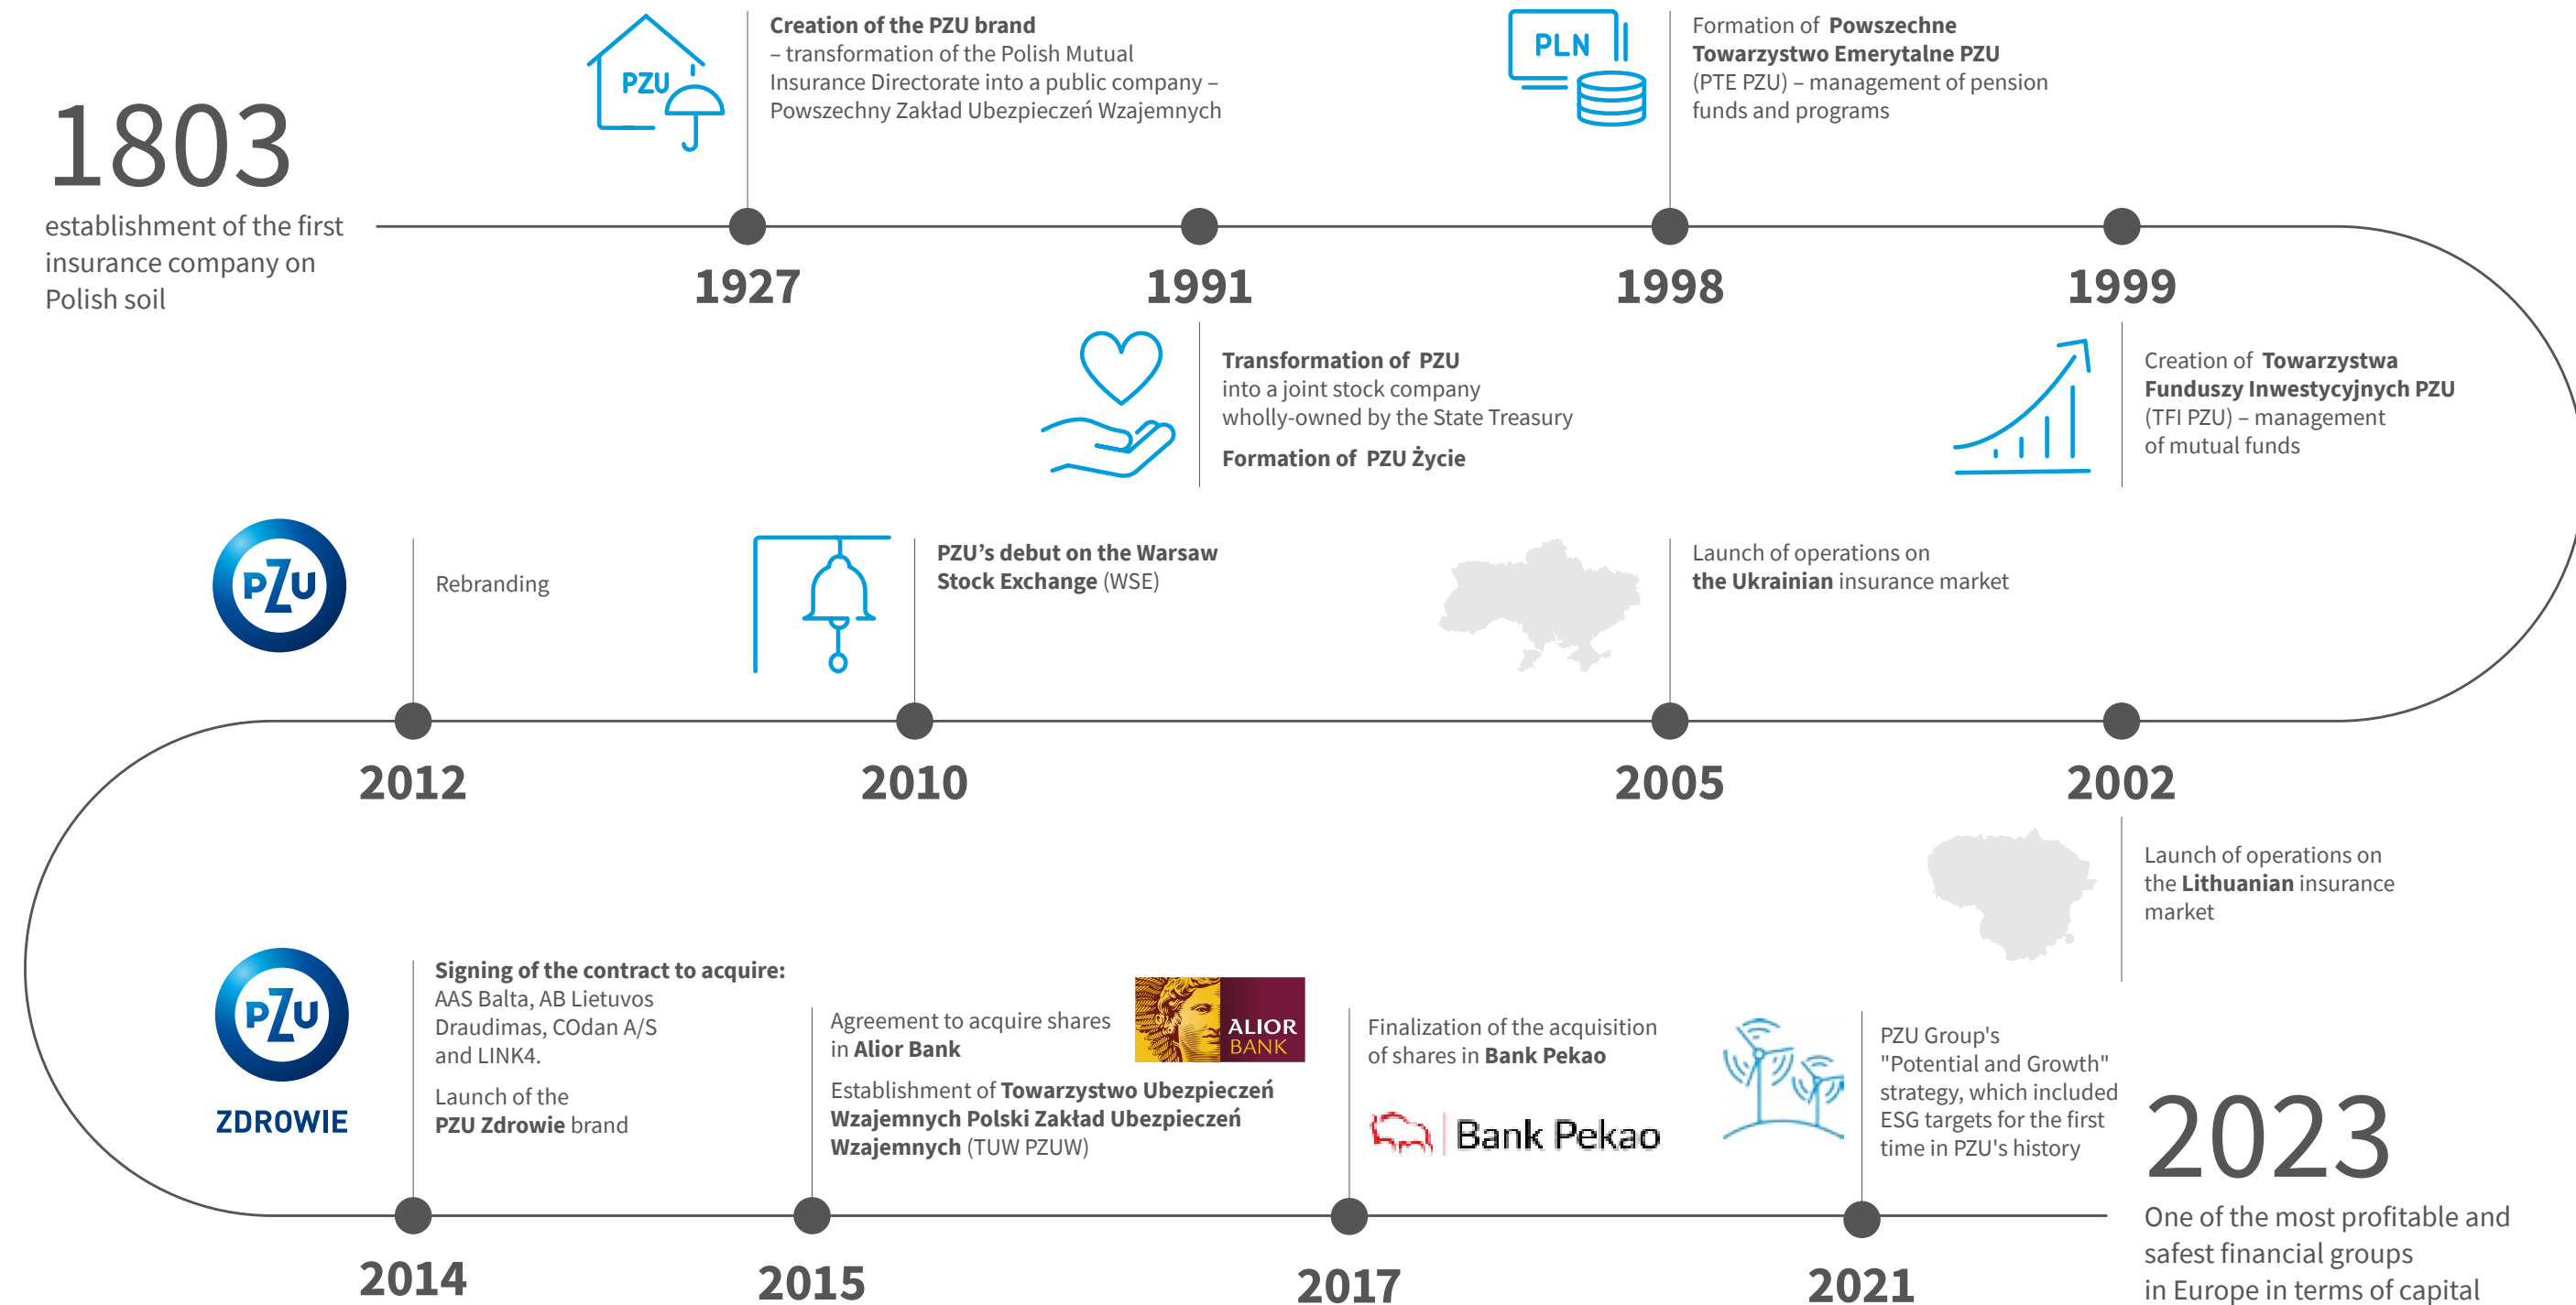 1803
establishment of the first
insurance company on
Polish soil
PZU
Creation of the PZU brand
– transformation of the Polish Mutual
Insurance Directorate into a public company –
Powszechny Zakład Ubezpieczeń Wzajemnych
1927
1991
Transformation of PZU
into a joint stock company
wholly-owned by the State Treasury
Formation of PZU Życie
PLN
Formation of Powszechne
Towarzystwo Emerytalne PZU
(PTE PZU) – management of pension
funds and programs
1998
1999
Creation of Towarzystwa
Funduszy Inwestycyjnych PZU
(TFI PZU) – management
of mutual funds
2002
Launch of operations on
the Lithuanian insurance
market
Launch of operations on
the Ukrainian insurance market
2005
PZU’s debut on the Warsaw
Stock Exchange (WSE)
2010
PZU
Rebranding
2012
PZU
ZDROWIE
Signing of the contract to acquire:
AAS Balta, AB Lietuvos
Draudimas, COdan A/S
and LINK4.
Launch of the
PZU Zdrowie brand
2014
Agreement to acquire shares
in Alior Bank
ALIOR
BANK
Establishment of Towarzystwo Ubezpieczeń
Wzajemnych Polski Zakład Ubezpieczeń
Wzajemnych (TUW PZUW)
2015
Finalization of the acquisition
of shares in Bank Pekao
Bank Pekao
2017
PZU Group's
"Potential and Growth"
strategy, which included
ESG targets for the first
time in PZU's history
2021
2023
One of the most profitable and
safest financial groups
in Europe in terms of capital